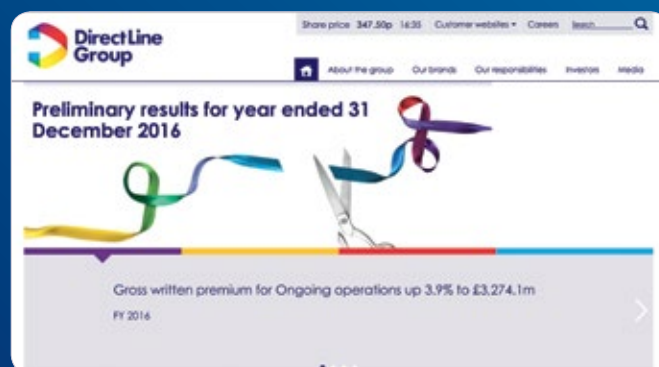 DirectLine
Group
Share price 347.50p 16:35 Customer websites Careers Search
About the group Our brands Our responsibilities Investors Media
Preliminary results for year ended 31
December 2016
Gross written premium for Ongoing operations up 3.9% to £3,274.1m
FY 2016